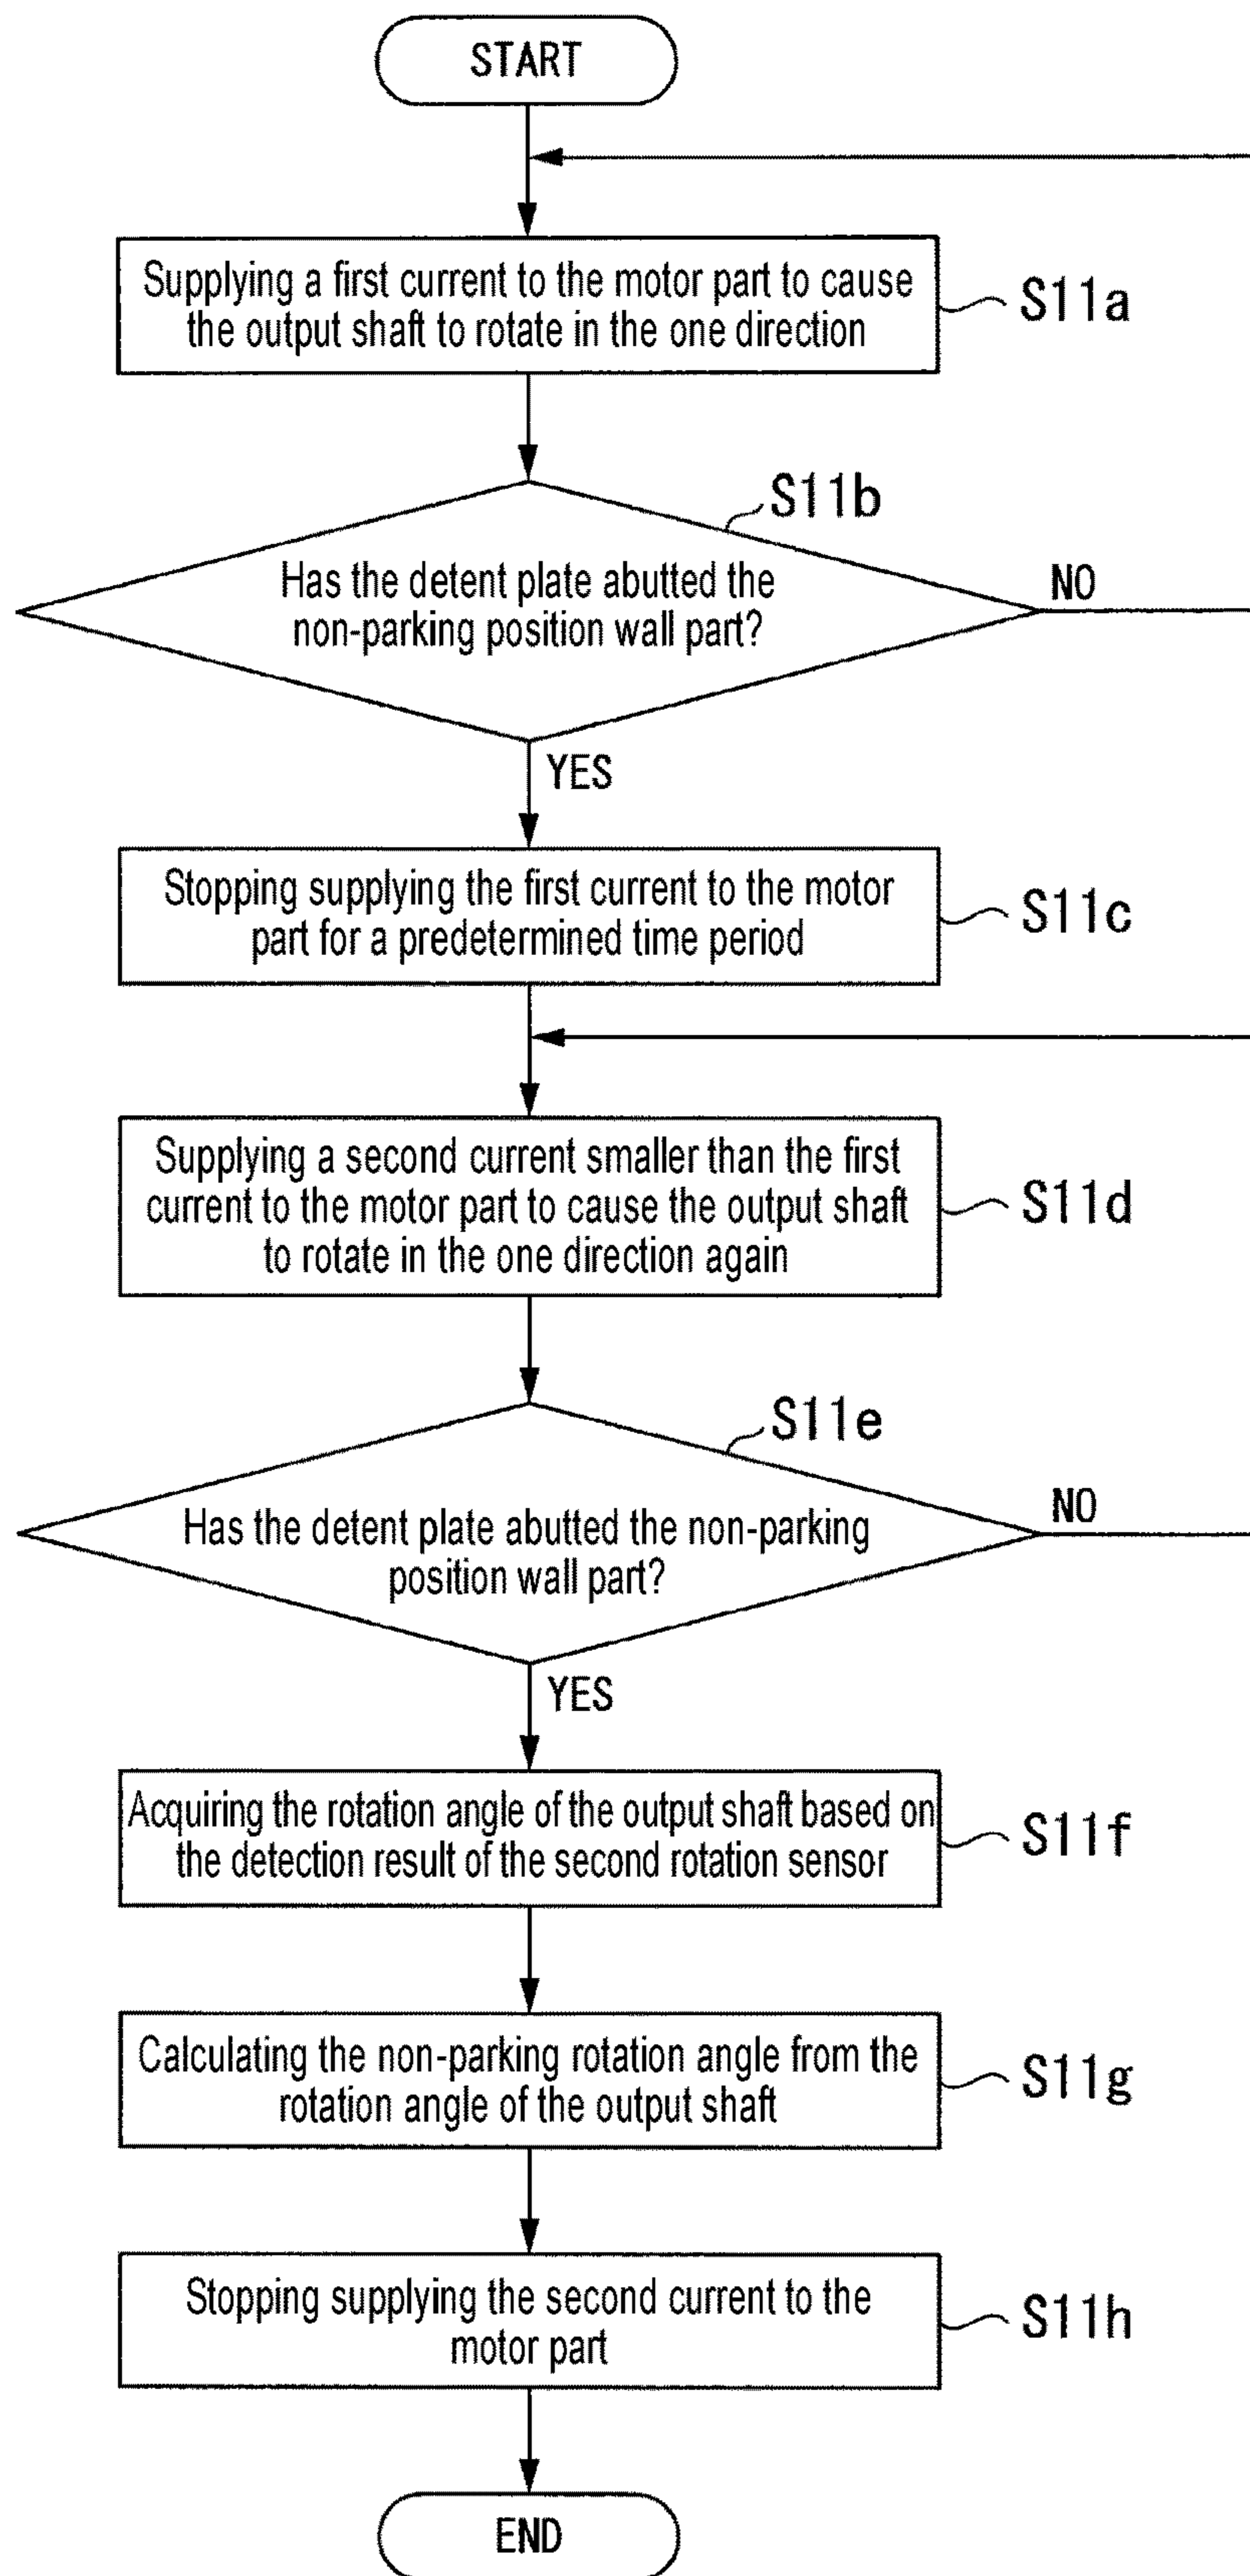 START
Supplying a first current to the motor part to cause
the output shaft to rotate in the one direction
S11a
S11b
Has the detent plate abutted the
non-parking position wall part?
NO
YES
Stopping supplying the first current to the motor
part for a predetermined time period
S11c
Supplying a second current smaller than the first
current to the motor part to cause the output shaft
to rotate in the one direction again
S11d
S11e
Has the detent plate abutted the non-parking
position wall part?
NO
YES
Acquiring the rotation angle of the output shaft based on
the detection result of the second rotation sensor
S11f
Calculating the non-parking rotation angle from the
rotation angle of the output shaft
S11g
Stopping supplying the second current to the
motor part
S11h
END